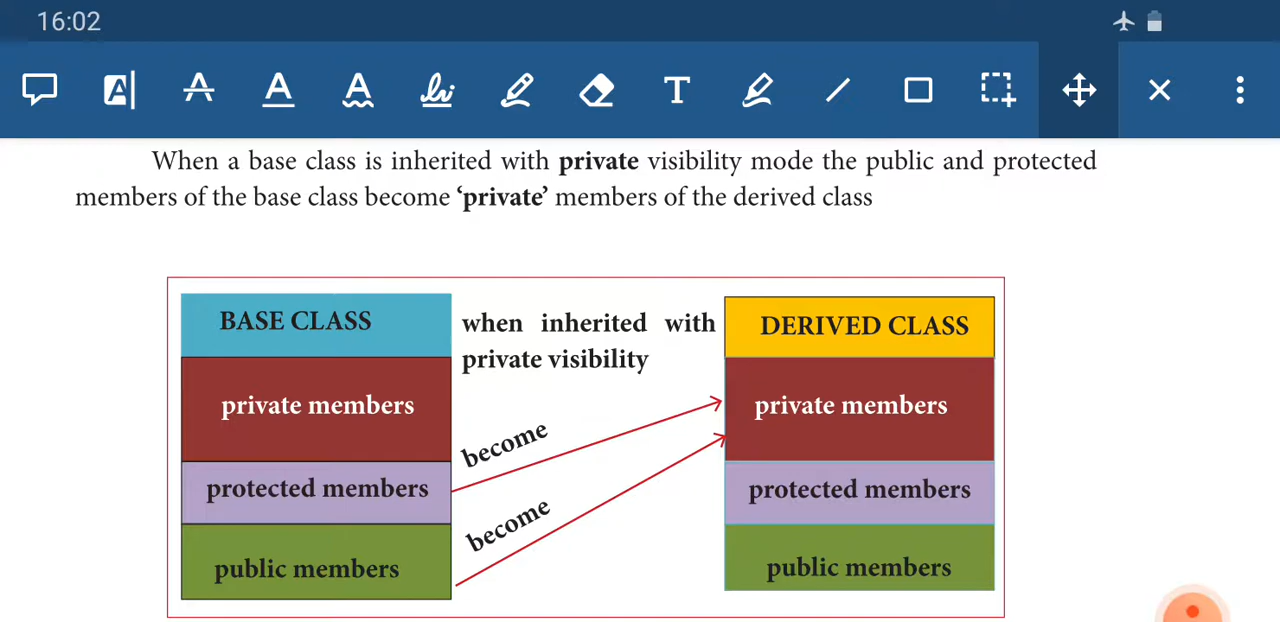 16:02
When a base class is inherited with private visibility mode the public and protected
members of the base class become ‘private’ members of the derived class
BASE CLASS
when inherited with
private visibility
DERIVED CLASS
private members
become
private members
protected members
become
protected members
public members
public members